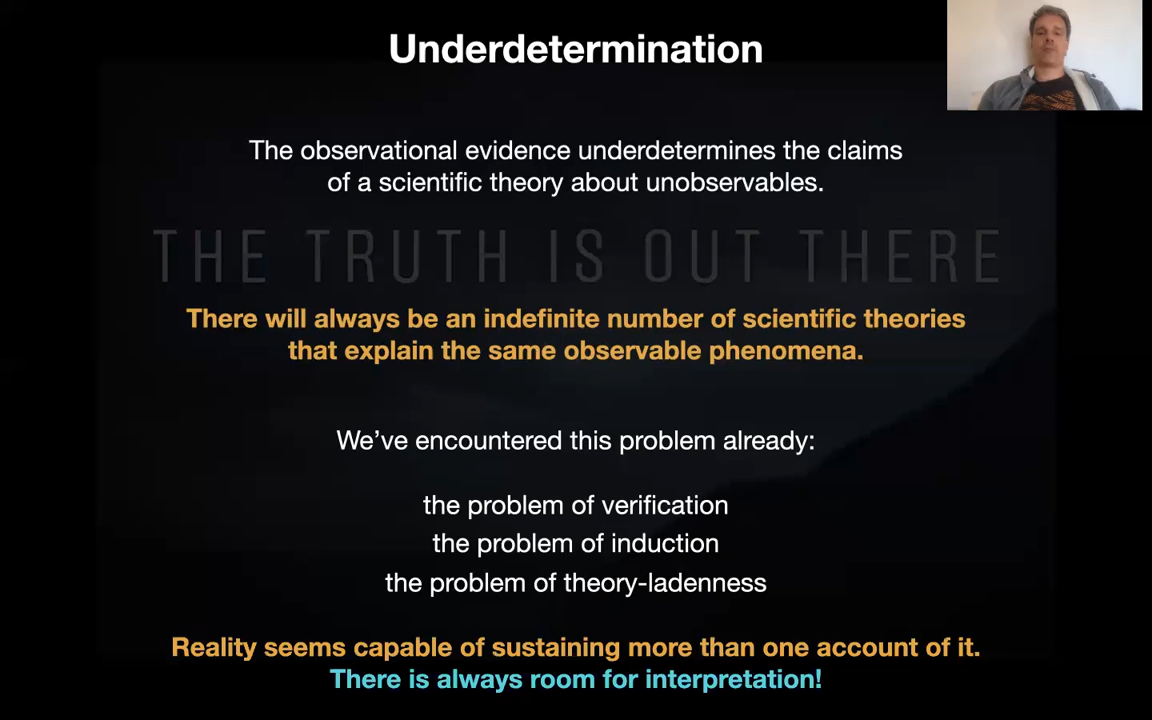 Underdetermination
The observational evidence underdetermines the claims
of a scientific theory about unobservables.
THE TRUTH IS OUT THERE
There will always be an indefinite number of scientific theories
that explain the same observable phenomena.
We’ve encountered this problem already:
the problem of verification
the problem of induction
the problem of theory-ladenness
Reality seems capable of sustaining more than one account of it.
There is always room for interpretation!